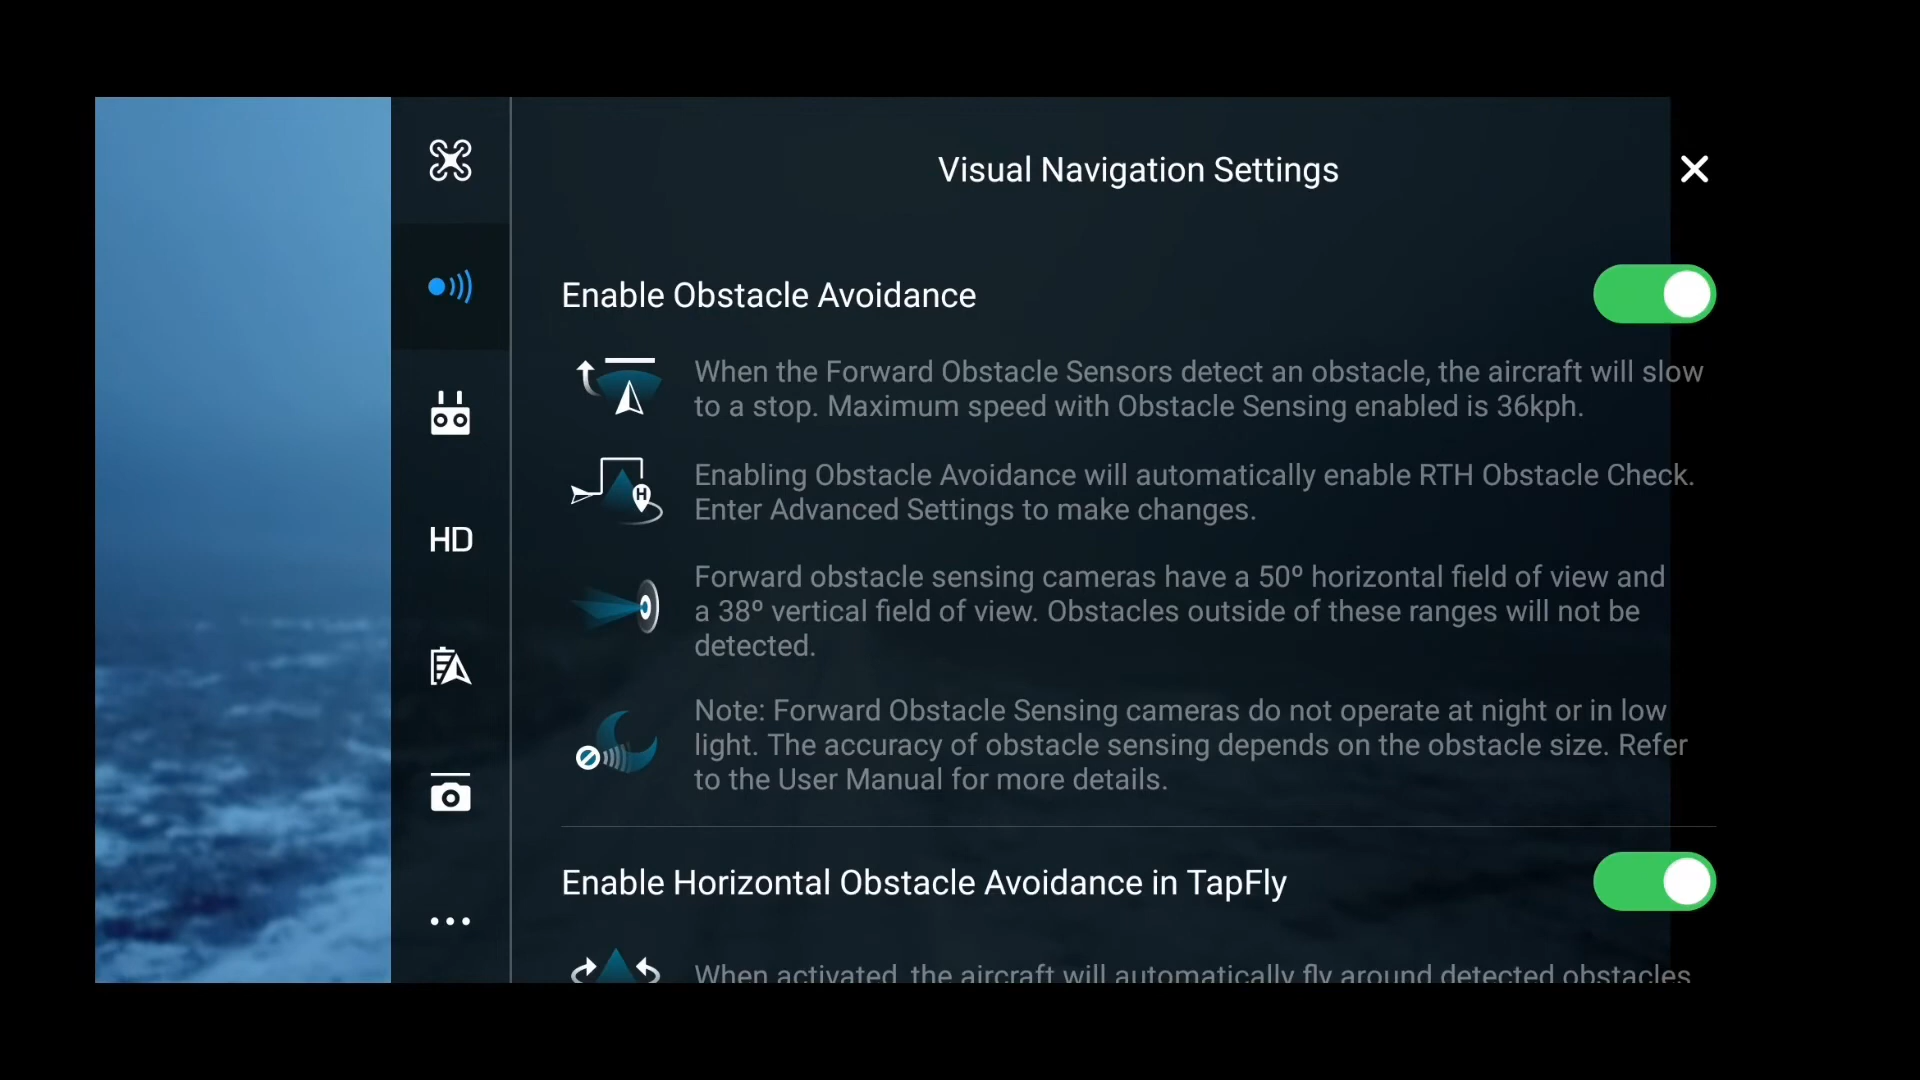 Visual Navigation Settings
Enable Obstacle Avoidance
When the Forward Obstacle Sensors detect an obstacle, the aircraft will slow
to a stop. Maximum speed with Obstacle Sensing enabled is 36kph.
H
Enabling Obstacle Avoidance will automatically enable RTH Obstacle Check.
Enter Advanced Settings to make changes.
Forward obstacle sensing cameras have a 50º horizontal field of view and
a 38º vertical field of view. Obstacles outside of these ranges will not be
detected.
HD
Note: Forward Obstacle Sensing cameras do not operate at night or in low
light. The accuracy of obstacle sensing depends on the obstacle size. Refer
to the User Manual for more details.
Enable Horizontal Obstacle Avoidance in TapFly
When activated, the aircraft will automatically fly around detected obstacles